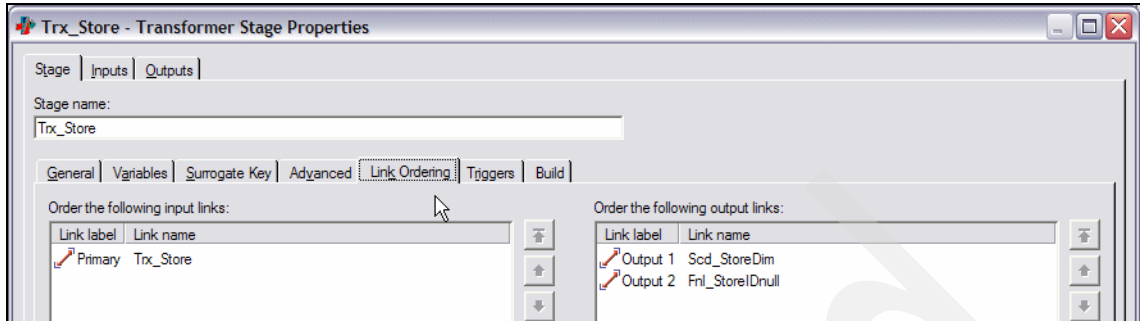 Trx_Store - Transformer Stage Properties
Stage Inputs Outputs
Stage name:
Trx_Store
General Variables Surrogate Key Advanced Link Ordering Triggers Build
Order the following input links:
Link label Link name
Primary Trx_Store
Order the following output links:
Link label Link name
Output 1 Scd_StoreDim
Output 2 Fnl_StoreIDnull